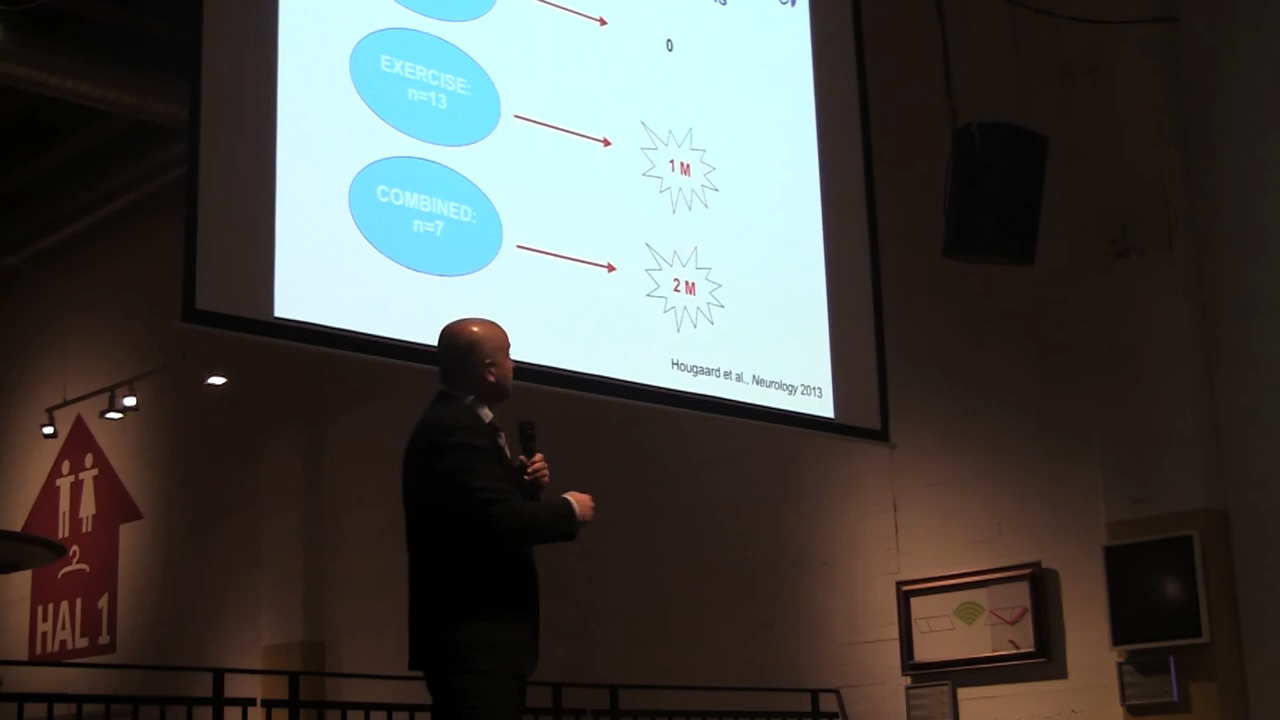 0
EXERCISE:
n=13
1 M
COMBINED:
n=7
2 M
Hougaard et al., Neurology 2013
HAL 1